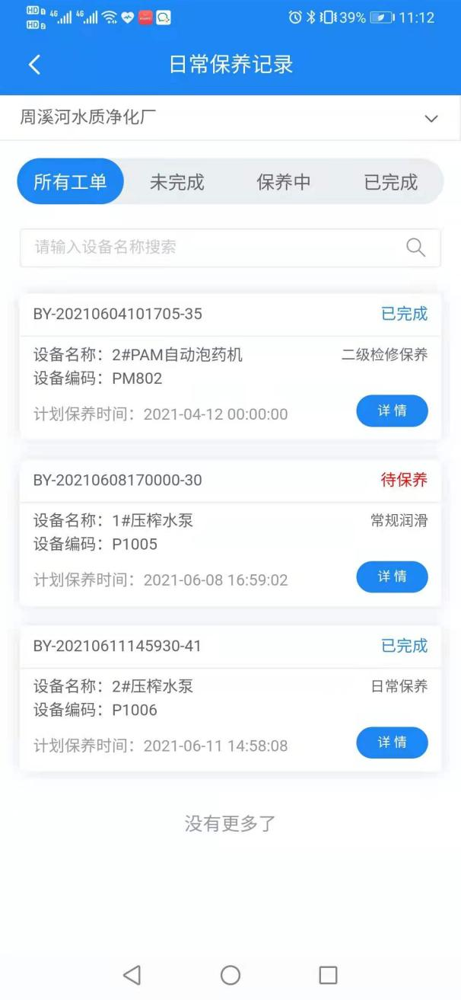 HD 1 4G 4G 39% 11:12
HD 2
日常保养记录
周溪河水质净化厂
所有工单 未完成 保养中 已完成
请输入设备名称搜索
BY-20210604101705-35 已完成
设备名称：2#PAM自动泡药机 二级检修保养
设备编码：PM802
计划保养时间：2021-04-12 00:00:00 详情
BY-20210608170000-30 待保养
设备名称：1#压榨水泵 常规润滑
设备编码：P1005
计划保养时间：2021-06-08 16:59:02 详情
BY-20210611145930-41 已完成
设备名称：2#压榨水泵 日常保养
设备编码：P1006
计划保养时间：2021-06-11 14:58:08 详情
没有更多了